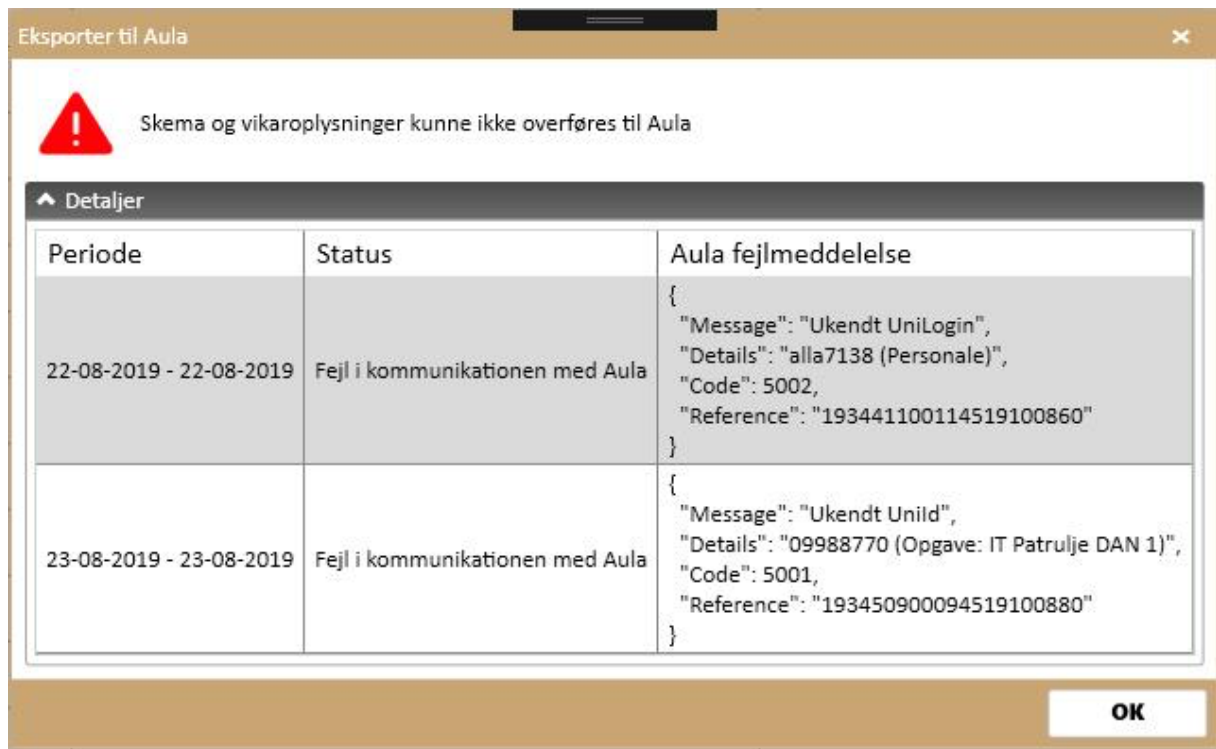 Eksporter til Aula
Skema og vikaroplysninger kunne ikke overføres til Aula
Detaljer
Periode Status Aula fejlmeddelelse
22-08-2019 - 22-08-2019 Fejl i kommunikationen med Aula
{
"Message": "Ukendt UniLogin",
"Details": "alla7138 (Personale)",
"Code": 5002,
"Reference": "193441100114519100860"
}
23-08-2019 - 23-08-2019 Fejl i kommunikationen med Aula
{
"Message": "Ukendt UniId",
"Details": "09988770 (Opgave: IT Patrulje DAN 1)",
"Code": 5001,
"Reference": "193450900094519100880"
}
OK